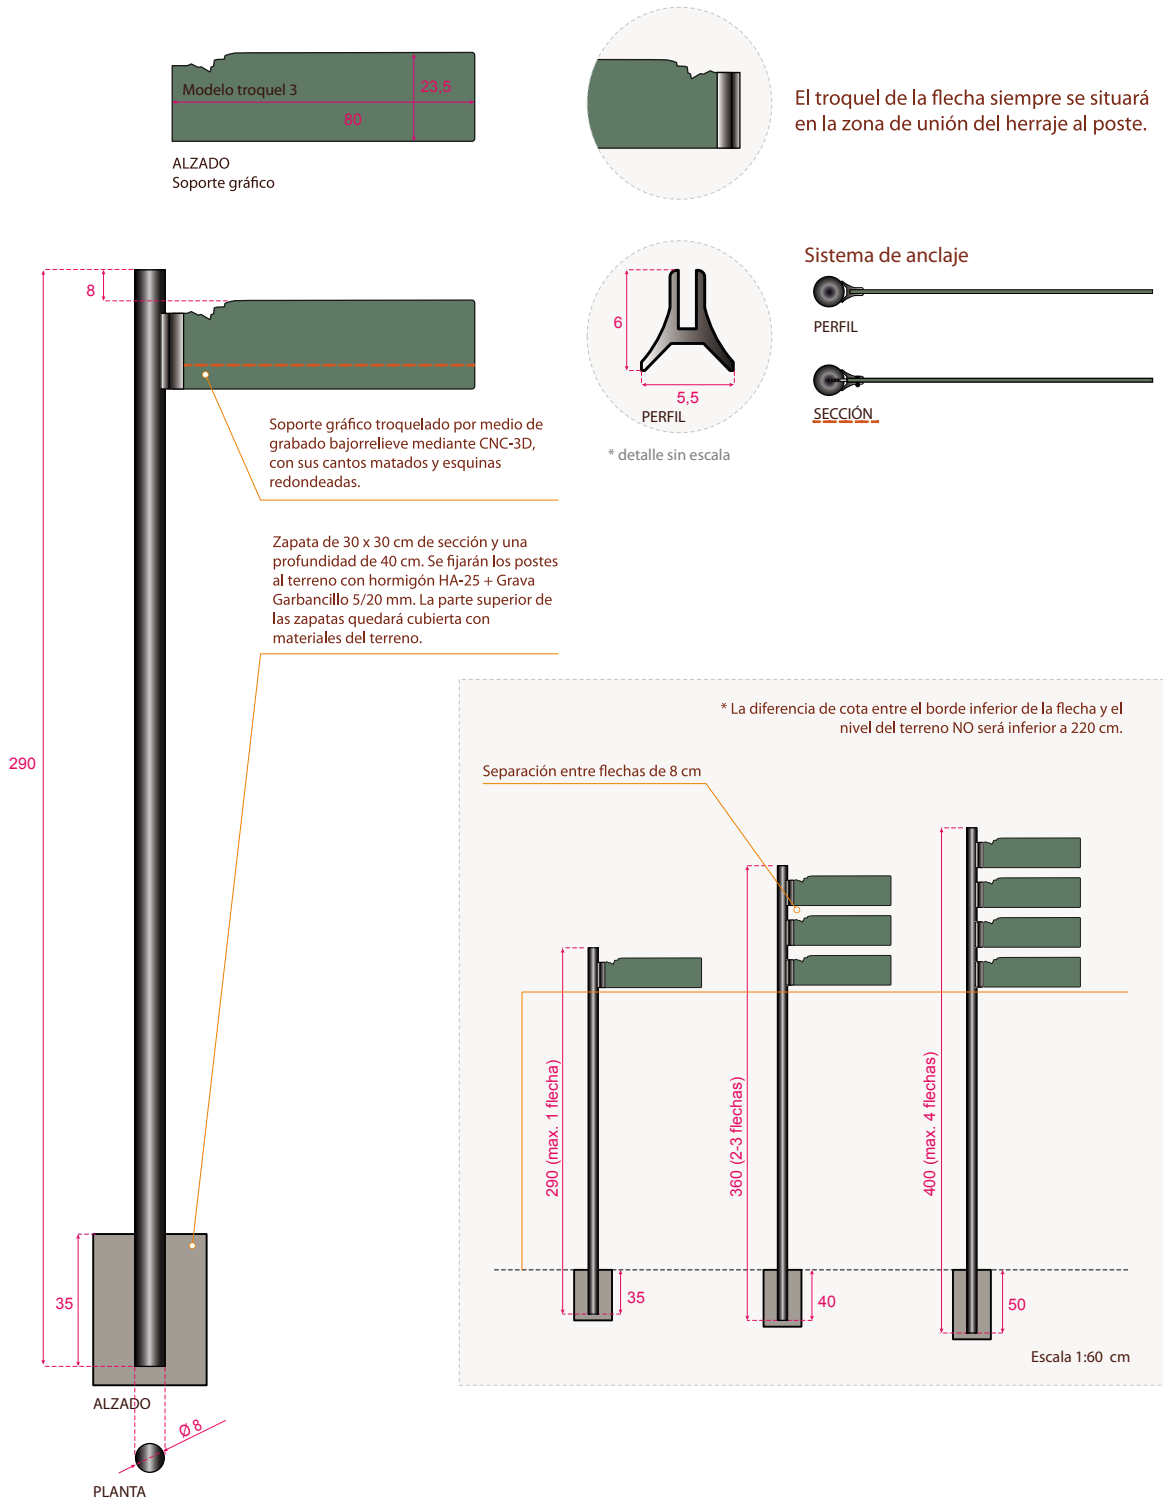 Modelo troquel 3
23,5
80
ALZADO
Soporte gráfico
El troquel de la flecha siempre se situará
en la zona de unión del herraje al poste.
8
290
35
Soporte gráfico troquelado por medio de
grabado bajorrelieve mediante CNC-3D,
con sus cantos matados y esquinas
redondeadas.
Zapata de 30 x 30 cm de sección y una
profundidad de 40 cm. Se fijarán los postes
al terreno con hormigón HA-25 + Grava
Garbancillo 5/20 mm. La parte superior de
las zapatas quedará cubierta con
materiales del terreno.
ALZADO
Ø 8
PLANTA
6
5,5
PERFIL
* detalle sin escala
Sistema de anclaje
PERFIL
SECCIÓN
* La diferencia de cota entre el borde inferior de la flecha y el
nivel del terreno NO será inferior a 220 cm.
Separación entre flechas de 8 cm
290 (max. 1 flecha)
360 (2-3 flechas)
400 (max. 4 flechas)
35
40
50
Escala 1:60 cm